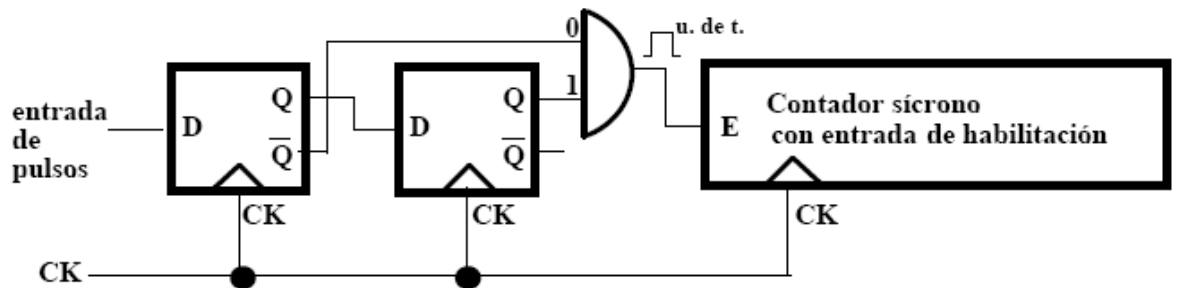 0
u. de t.
entrada
de
pulsos
D
Q
Q
CK
D
Q
Q
CK
1
E
Contador sícrono
con entrada de habilitación
CK
CK